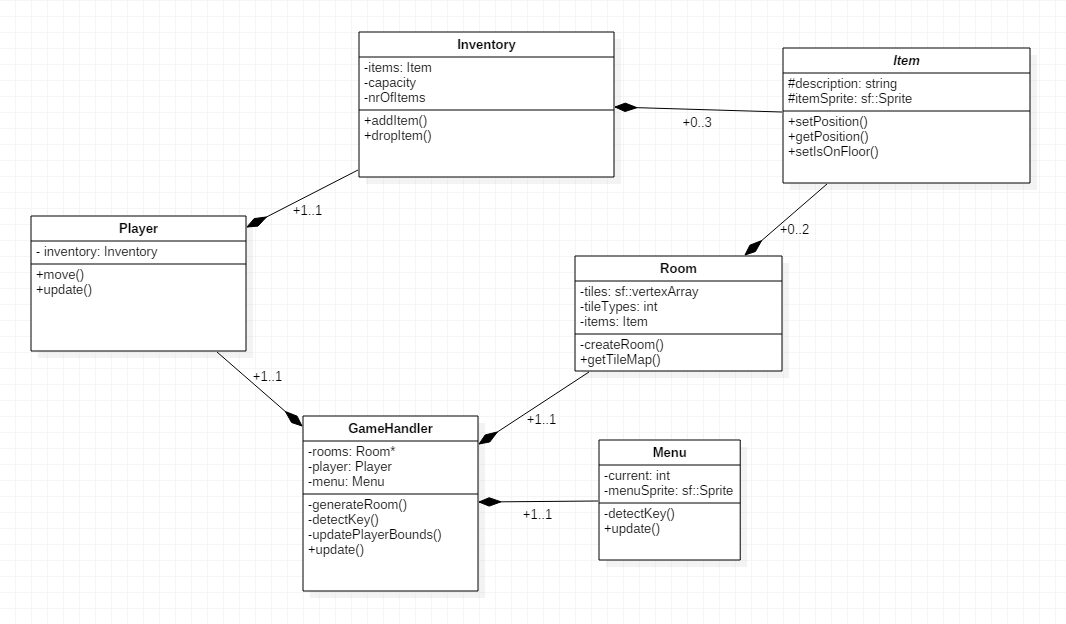 Inventory
-items: Item
-capacity
-nrOfItems
+addItem()
+dropItem()
Item
#description: string
#itemSprite: sf::Sprite
+setPosition()
+getPosition()
+setIsOnFloor()
+0..3
+1..1
Player
- inventory: Inventory
+move()
+update()
+0..2
Room
-tiles: sf::vertexArray
-tileTypes: int
-items: Item
-createRoom()
+getTileMap()
+1..1
+1..1
GameHandler
-rooms: Room*
-player: Player
-menu: Menu
-generateRoom()
-detectKey()
-updatePlayerBounds()
+update()
+1..1
Menu
-current: int
-menuSprite: sf::Sprite
-detectKey()
+update()